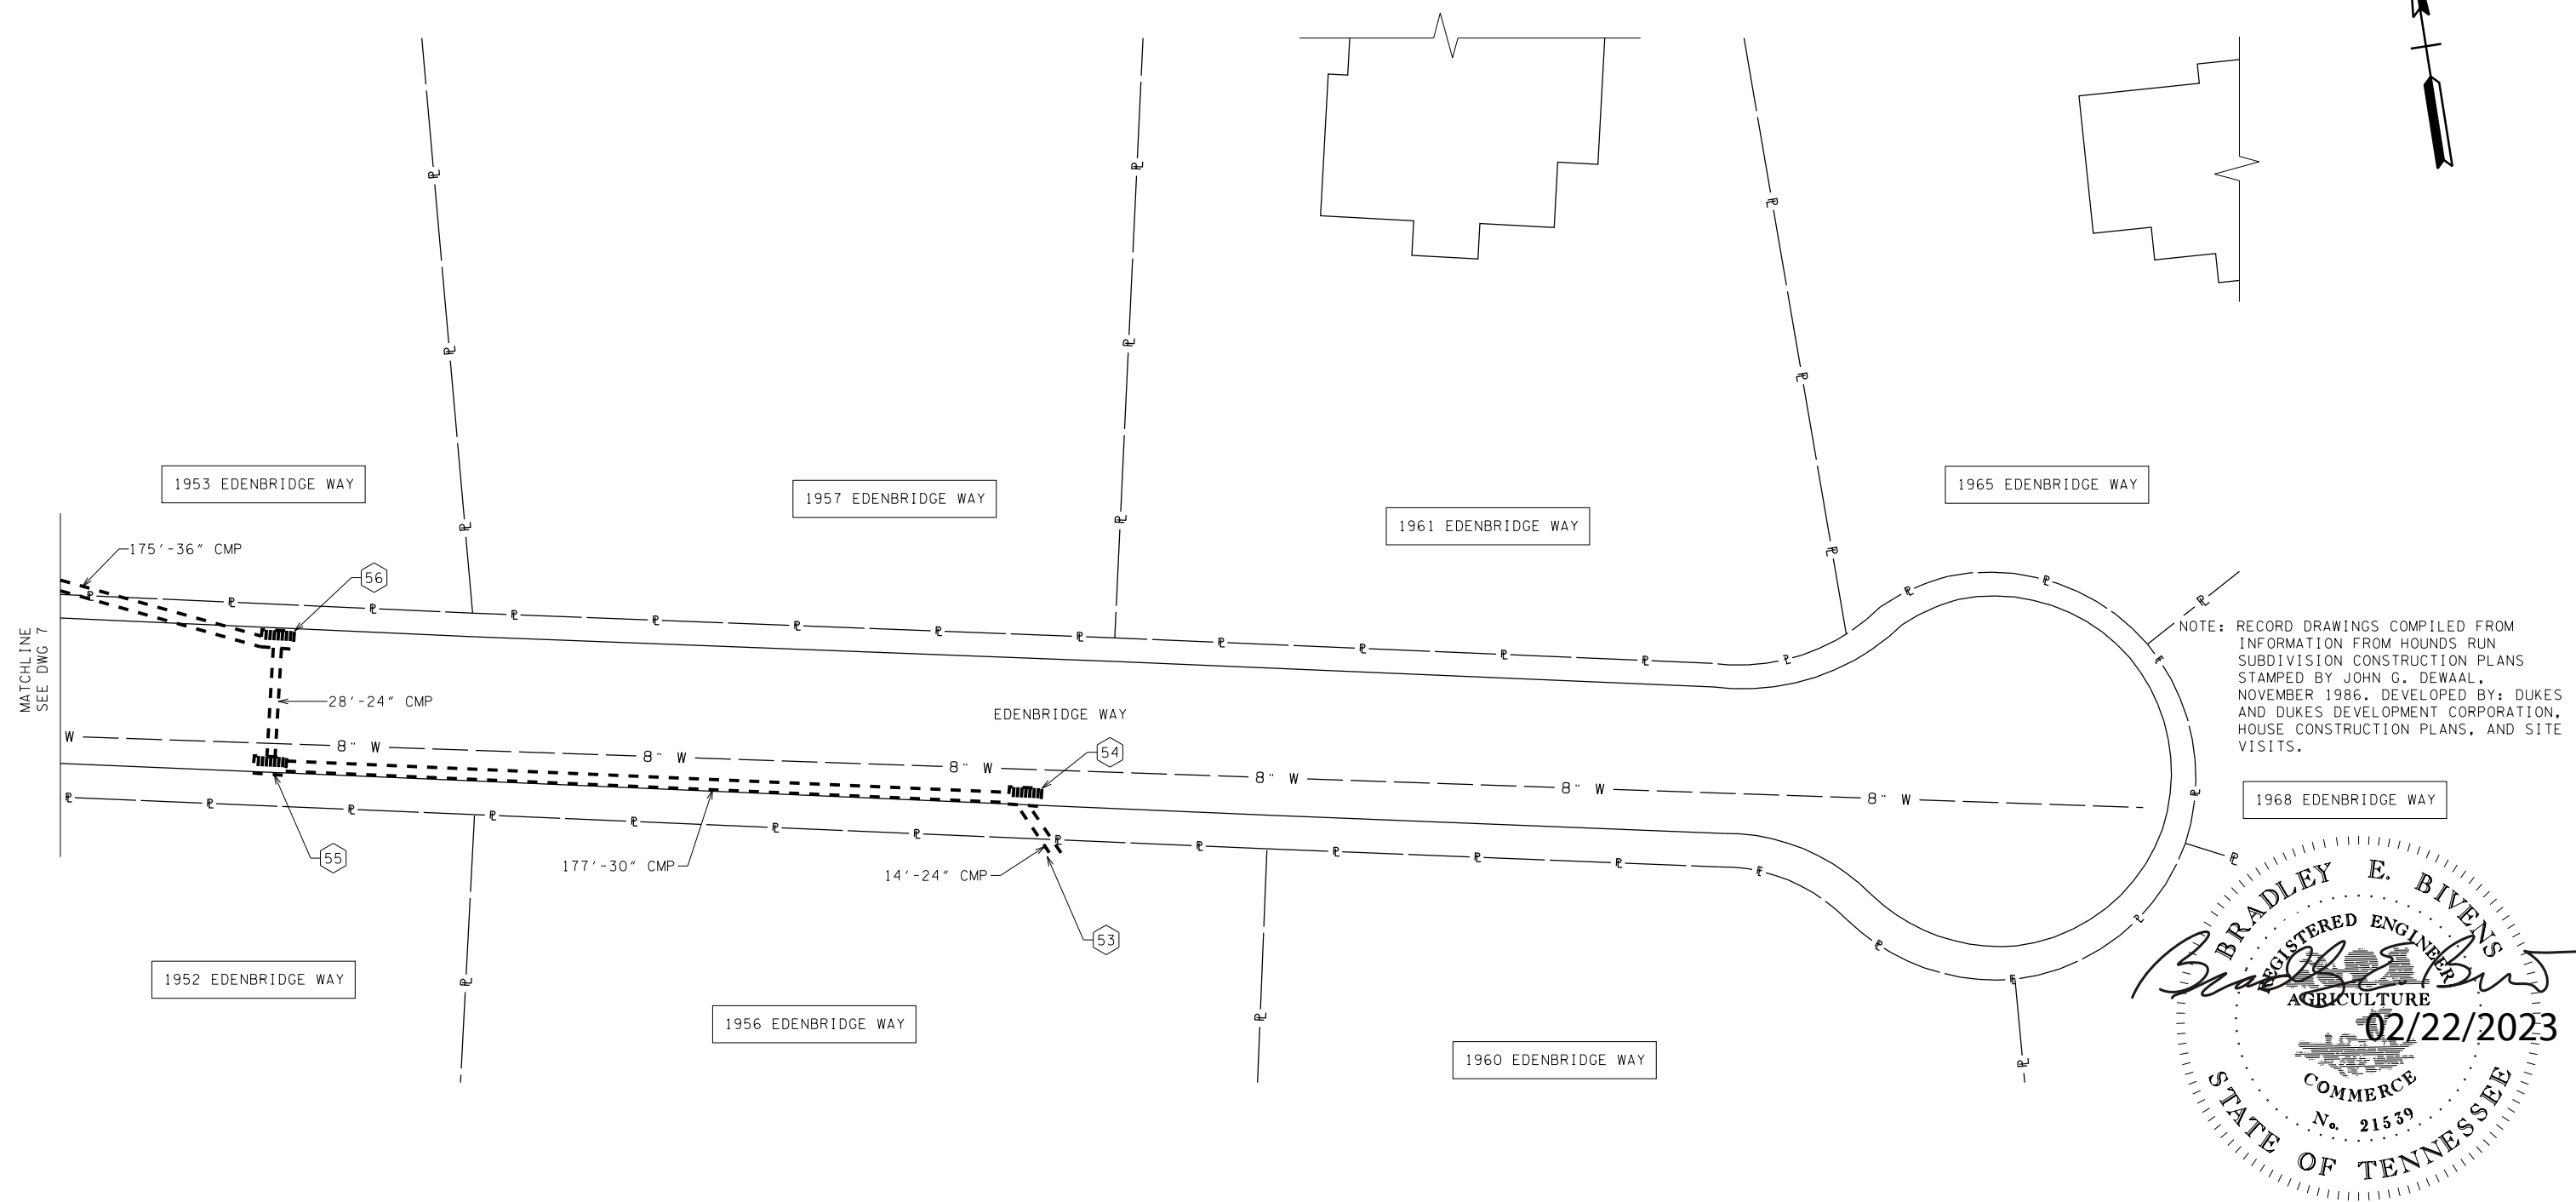 1953 EDENBRIDGE WAY
1957 EDENBRIDGE WAY
1961 EDENBRIDGE WAY
1965 EDENBRIDGE WAY
175'-36" CMP
56
MATCHLINE
SEE DWG 7
28'-24" CMP
EDENBRIDGE WAY
W
8" W
8" W
8" W
8" W
8" W
8" W
54
55
177'-30" CMP
14'-24" CMP
53
NOTE: RECORD DRAWINGS COMPILED FROM
INFORMATION FROM HOUNDS RUN
SUBDIVISION CONSTRUCTION PLANS
STAMPED BY JOHN G. DEWAAL,
NOVEMBER 1986. DEVELOPED BY: DUKES
AND DUKES DEVELOPMENT CORPORATION,
HOUSE CONSTRUCTION PLANS, AND SITE
VISITS.
1968 EDENBRIDGE WAY
1952 EDENBRIDGE WAY
1956 EDENBRIDGE WAY
1960 EDENBRIDGE WAY
BRADLEY E. BIVENS
REGISTERED ENGINEER
AGRICULTURE
02/22/2023
COMMERCE
No. 21539
STATE OF TENNESSEE